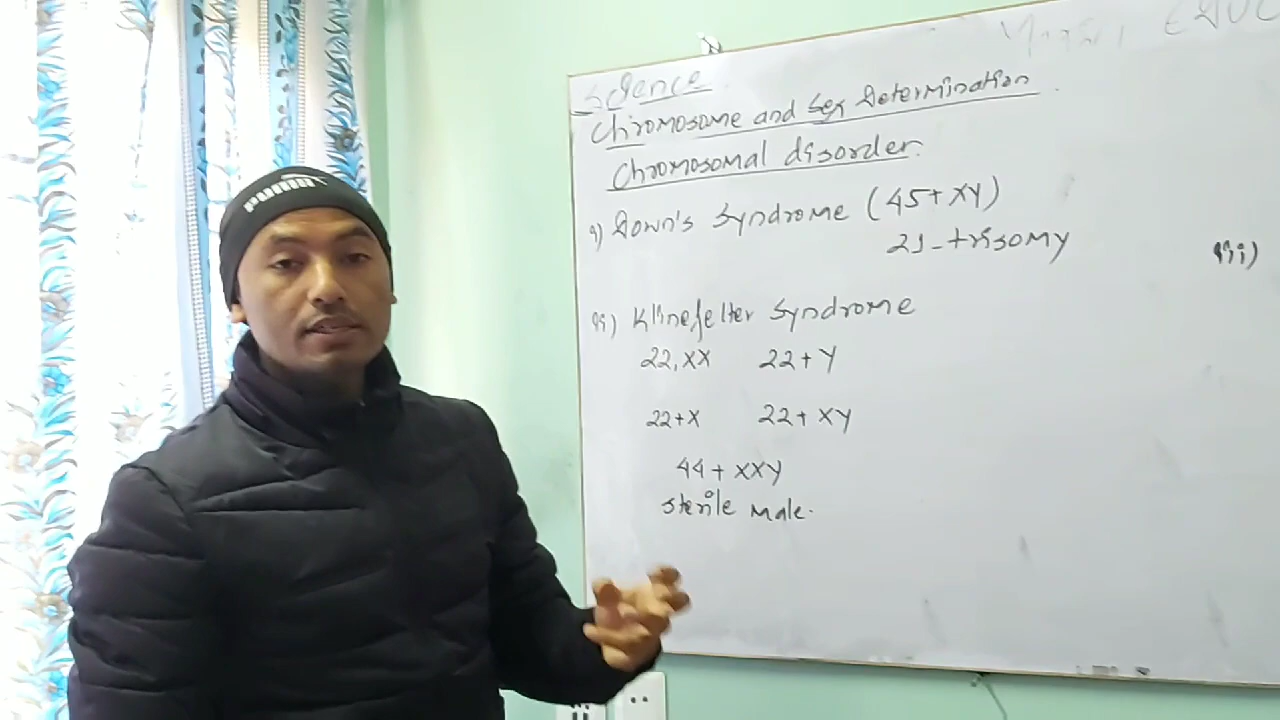 Science
Chromosome and Sex Determination
Chromosomal disorder.
i) Down's Syndrome (45+XY)
21-trisomy
ii) Klinefelter Syndrome
22,XX 22+Y
22+X 22+XY
44+XXY
sterile male.
iii)
PUMA